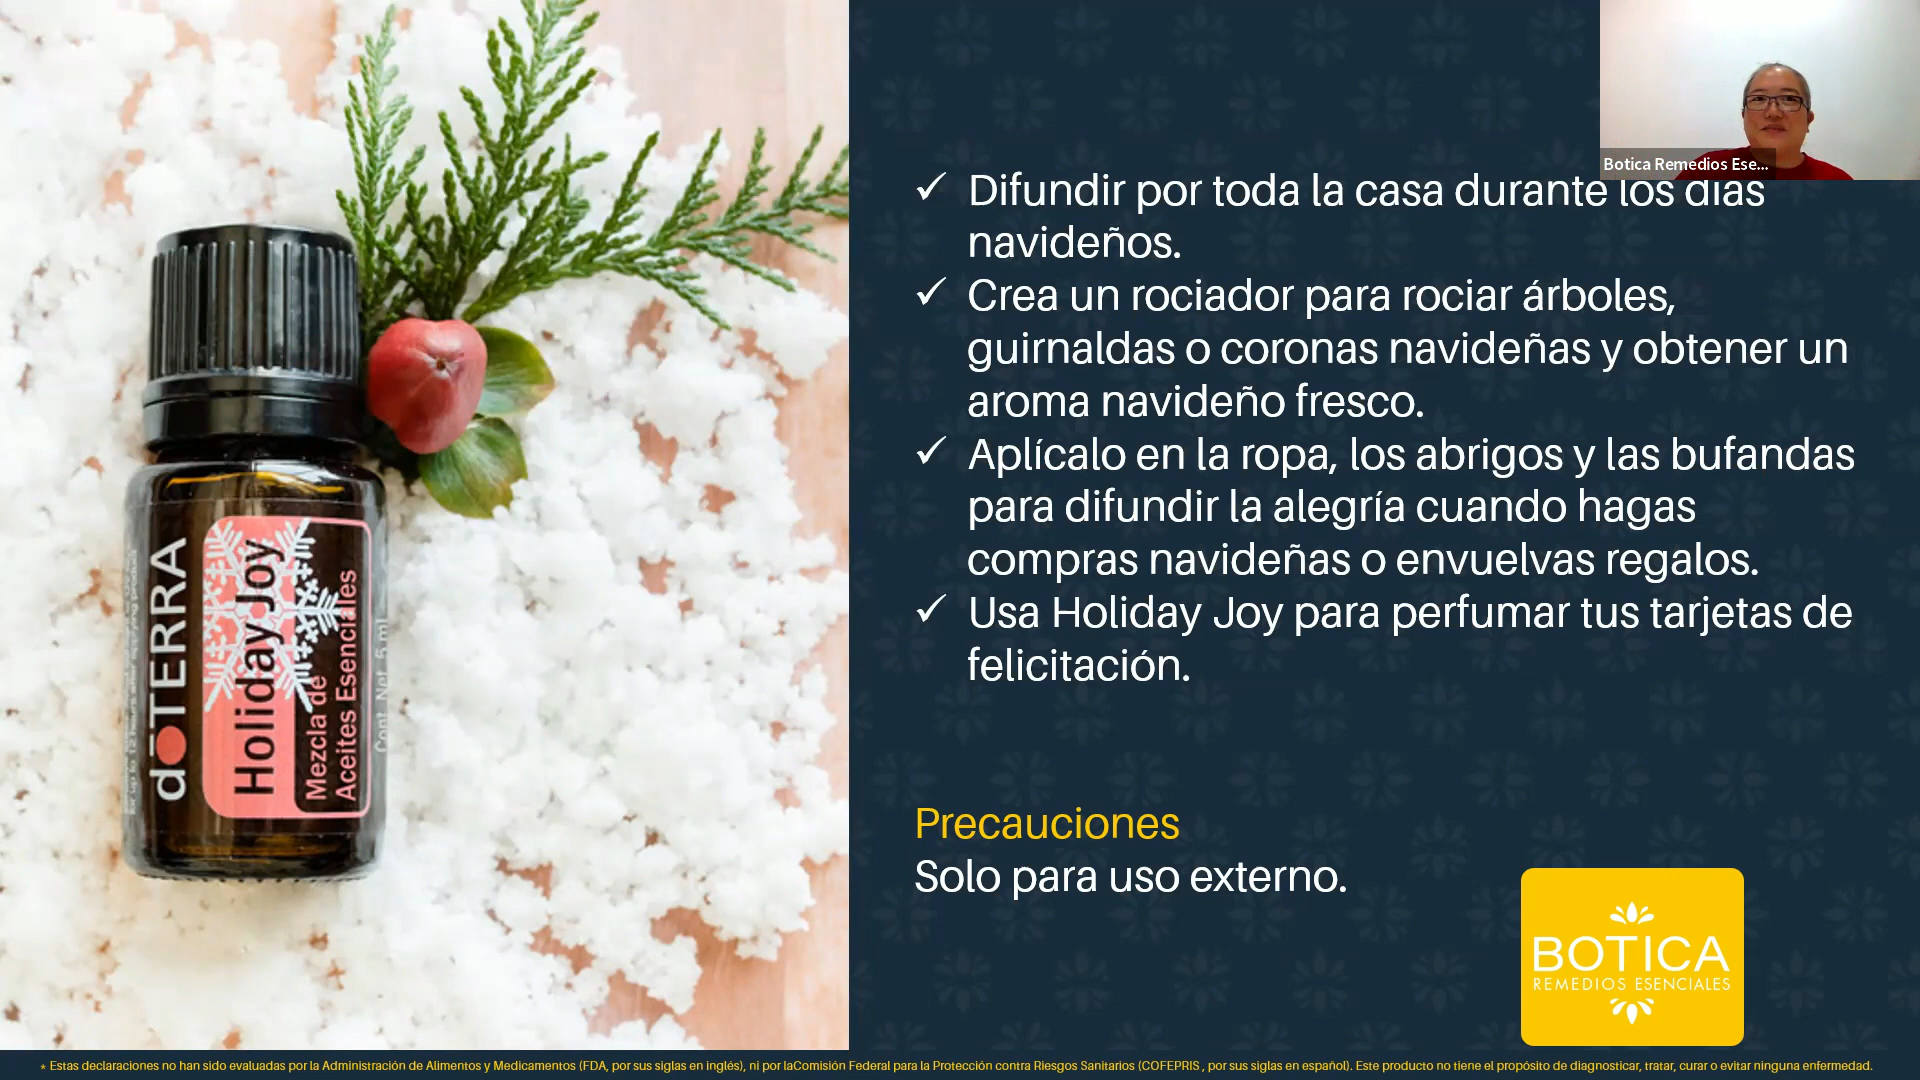 Botica Remedios Ese...
✓ Difundir por toda la casa durante los días
navideños.
✓ Crea un rociador para rociar árboles,
guirnaldas o coronas navideñas y obtener un
aroma navideño fresco.
✓ Aplícalo en la ropa, los abrigos y las bufandas
para difundir la alegría cuando hagas
compras navideñas o envuelvas regalos.
✓ Usa Holiday Joy para perfumar tus tarjetas de
felicitación.
Precauciones
Solo para uso externo.
dōTERRA
Holiday Joy
Mezcla de
Aceites Esenciales
Cont. Net. 5 ml
BOTICA
REMEDIOS ESENCIALES
* Estas declaraciones no han sido evaluadas por la Administración de Alimentos y Medicamentos (FDA, por sus siglas en inglés), ni por laComisión Federal para la Protección contra Riesgos Sanitarios (COFEPRIS , por sus siglas en español). Este producto no tiene el propósito de diagnosticar, tratar, curar o evitar ninguna enfermedad.